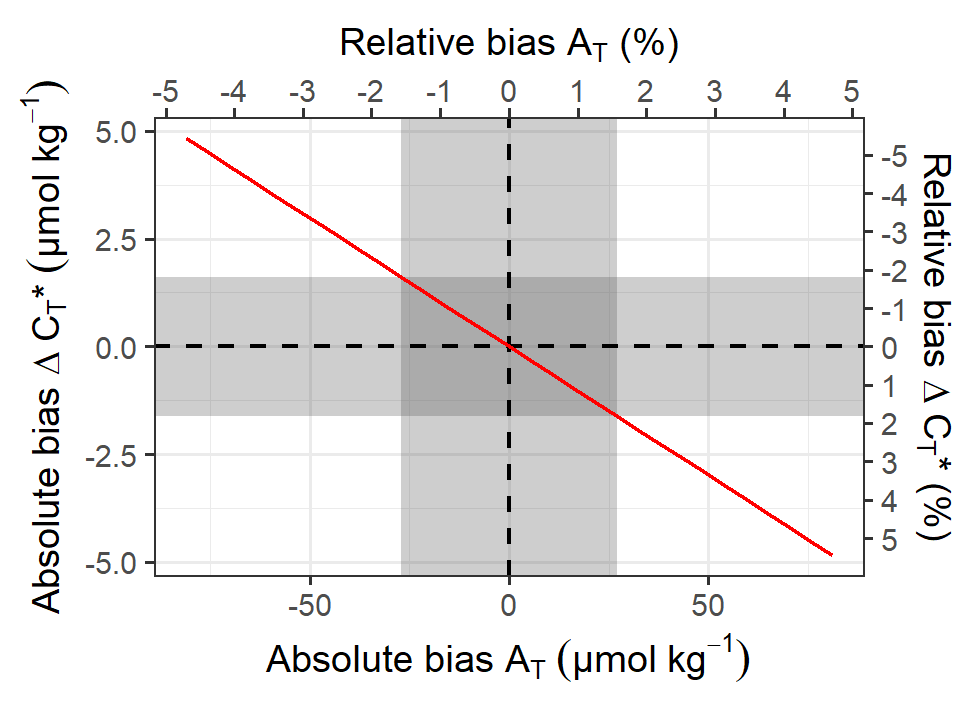 Relative bias A_T (%)
-5 -4 -3 -2 -1 0 1 2 3 4 5
Absolute bias Δ C_T* (μmol kg⁻¹)
5.0
2.5
0.0
-2.5
-5.0
-5
-4
-3
-2
-1
0
1
2
3
4
5
Relative bias Δ C_T* (%)
-50 0 50
Absolute bias A_T (μmol kg⁻¹)